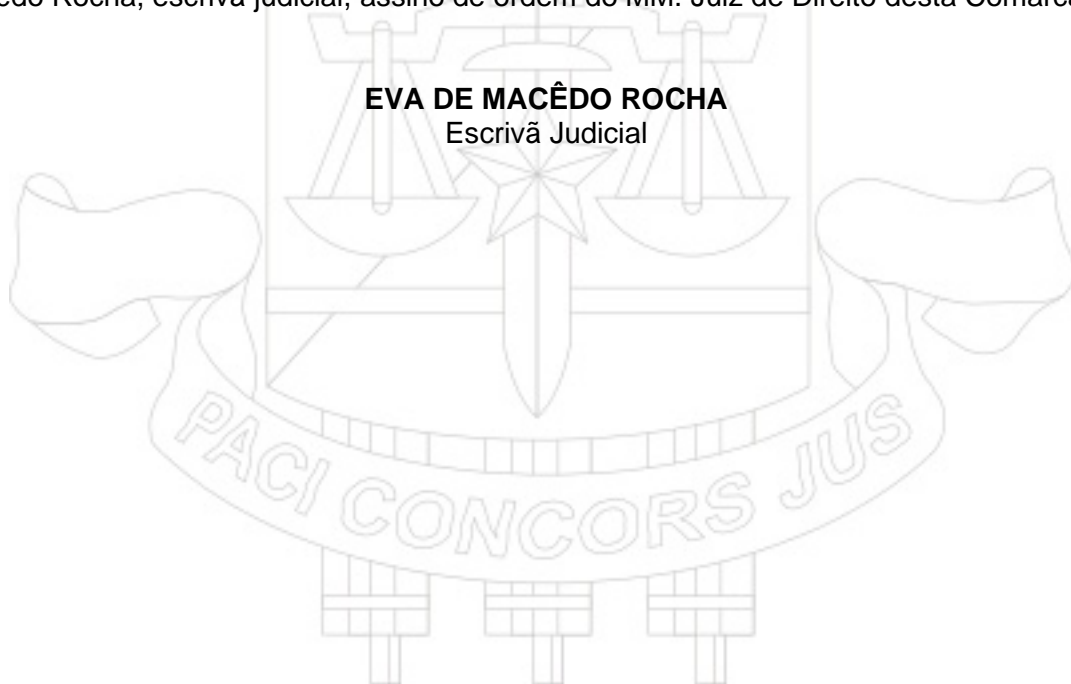 edo Rocha, escrivã judicial, assino de ordem do MM. Juiz de Direito desta Comarca
EVA DE MACÊDO ROCHA
Escrivã Judicial
PACI CONCORS JUS